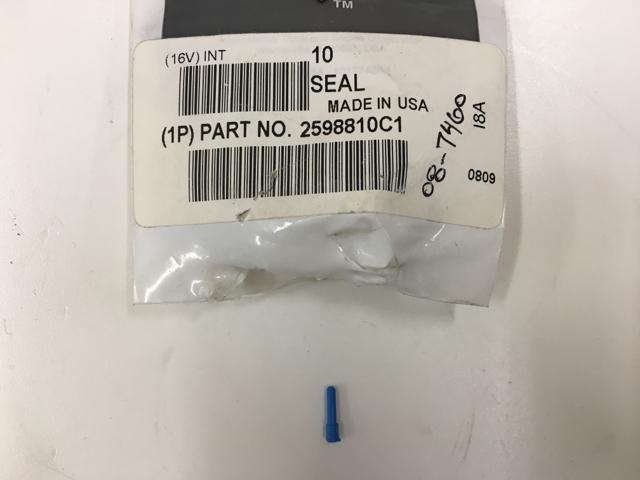 TM
(16V) INT 10
SEAL
MADE IN USA
(1P) PART NO. 2598810C1
08-7460
18A
0809